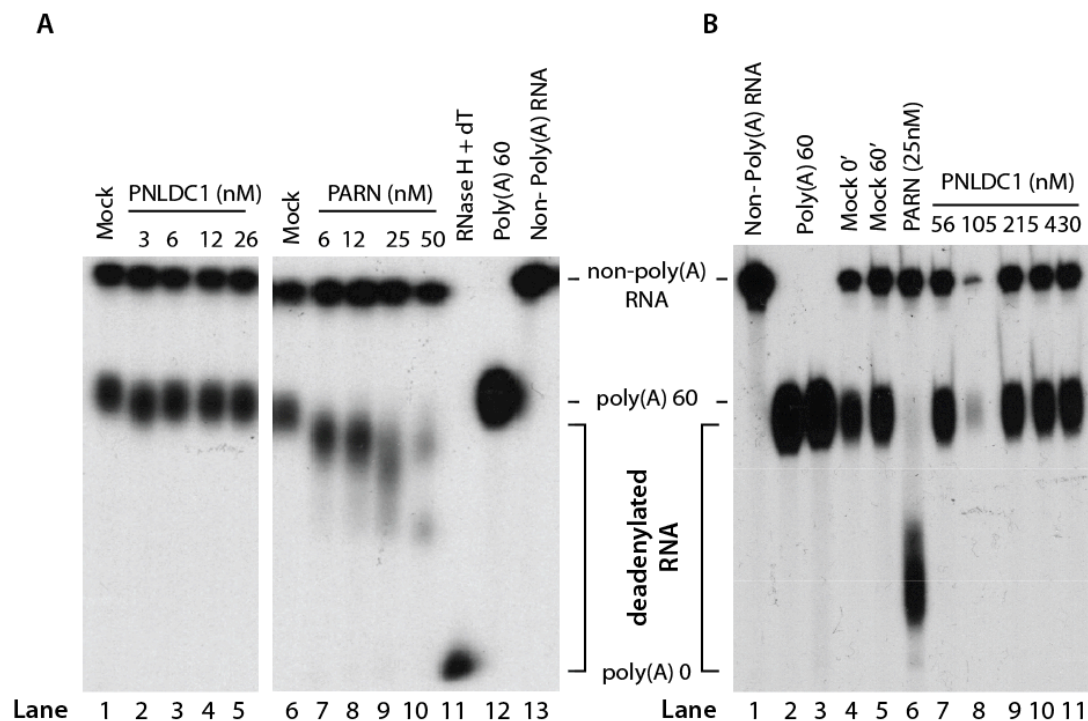 A
B
Mock
PNLDC1 (nM)
3 6 12 26
Mock
PARN (nM)
6 12 25 50
RNase H + dT
Poly(A) 60
Non- Poly(A) RNA
Non- Poly(A) RNA
Poly(A) 60
Mock 0'
Mock 60'
PARN (25nM)
PNLDC1 (nM)
56 105 215 430
non-poly(A)
RNA
poly(A) 60
deadenylated
RNA
poly(A) 0
Lane 1 2 3 4 5 6 7 8 9 10 11 12 13
Lane 1 2 3 4 5 6 7 8 9 10 11